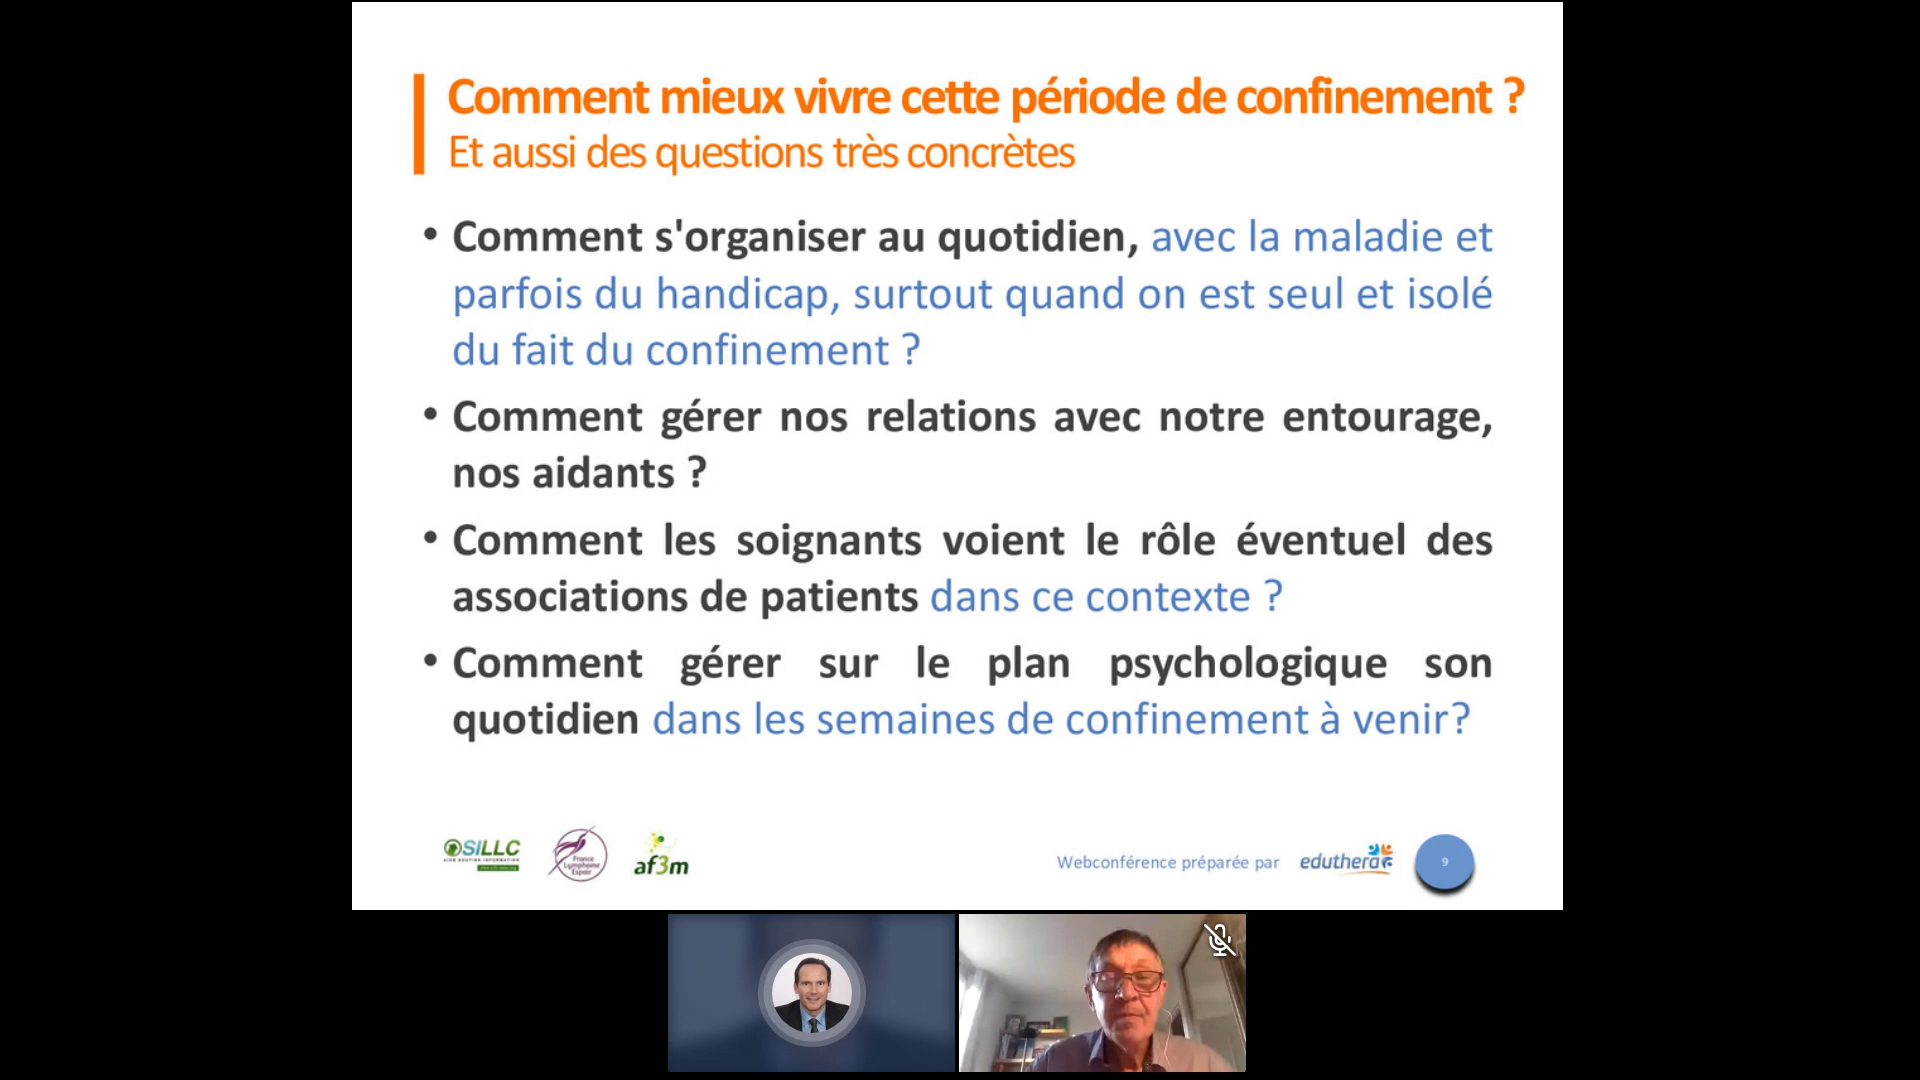 Comment mieux vivre cette période de confinement ?
Et aussi des questions très concrètes
• Comment s'organiser au quotidien, avec la maladie et
parfois du handicap, surtout quand on est seul et isolé
du fait du confinement ?
• Comment gérer nos relations avec notre entourage,
nos aidants ?
• Comment les soignants voient le rôle éventuel des
associations de patients dans ce contexte ?
• Comment gérer sur le plan psychologique son
quotidien dans les semaines de confinement à venir?
SILLC
France
Lymphome
Espoir
af3m
Webconférence préparée par
eduthera
9